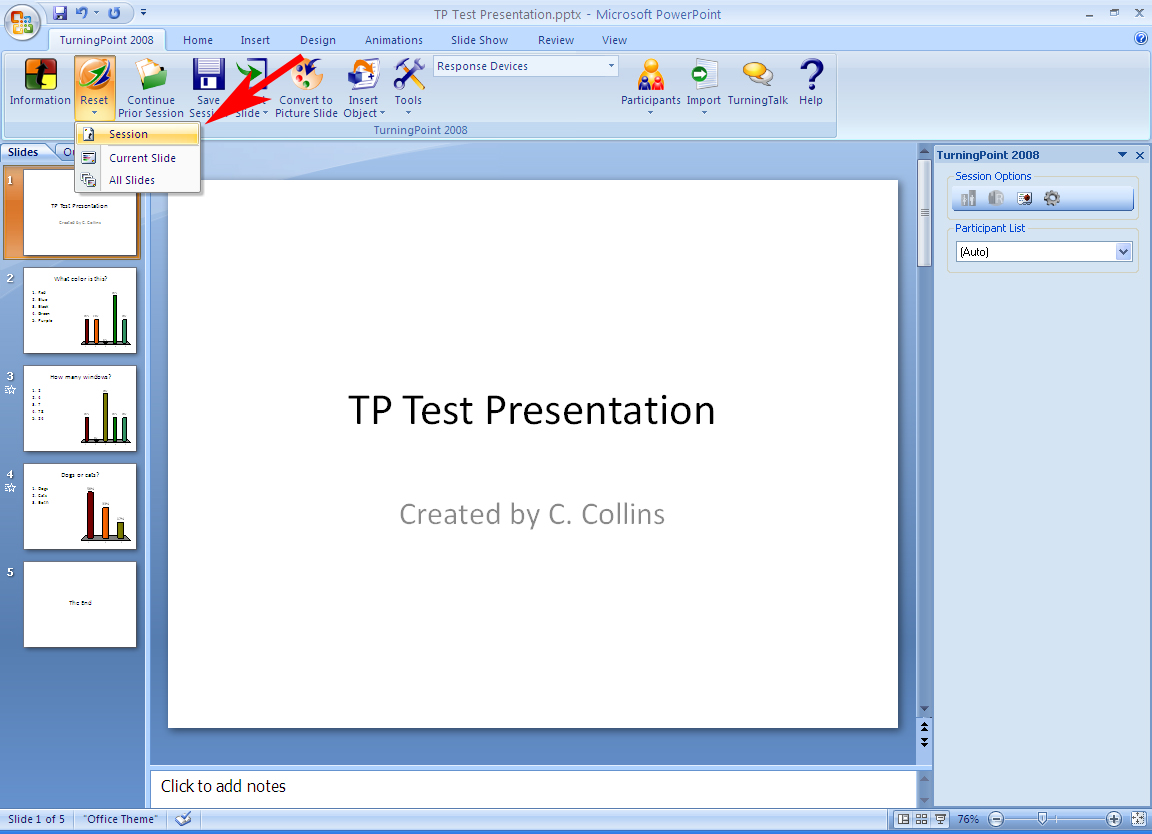 TP Test Presentation.pptx - Microsoft PowerPoint
TurningPoint 2008 Home Insert Design Animations Slide Show Review View
Response Devices
Information Reset Continue Save Convert to Insert Tools Participants Import TurningTalk Help
Prior Session Slide Picture Slide Object
TurningPoint 2008
Session
Current Slide
All Slides
Slides
1
TP Test Presentation
Created by C. Collins
2
What color is this?
1. Red
2. Blue
3. Black
4. Green
5. Purple
3
How many windows?
4
Dogs or cats?
1. Dogs
2. Cats
3. Both
5
The End
TP Test Presentation
Created by C. Collins
Click to add notes
TurningPoint 2008
Session Options
Participant List
(Auto)
Slide 1 of 5 "Office Theme" 76%